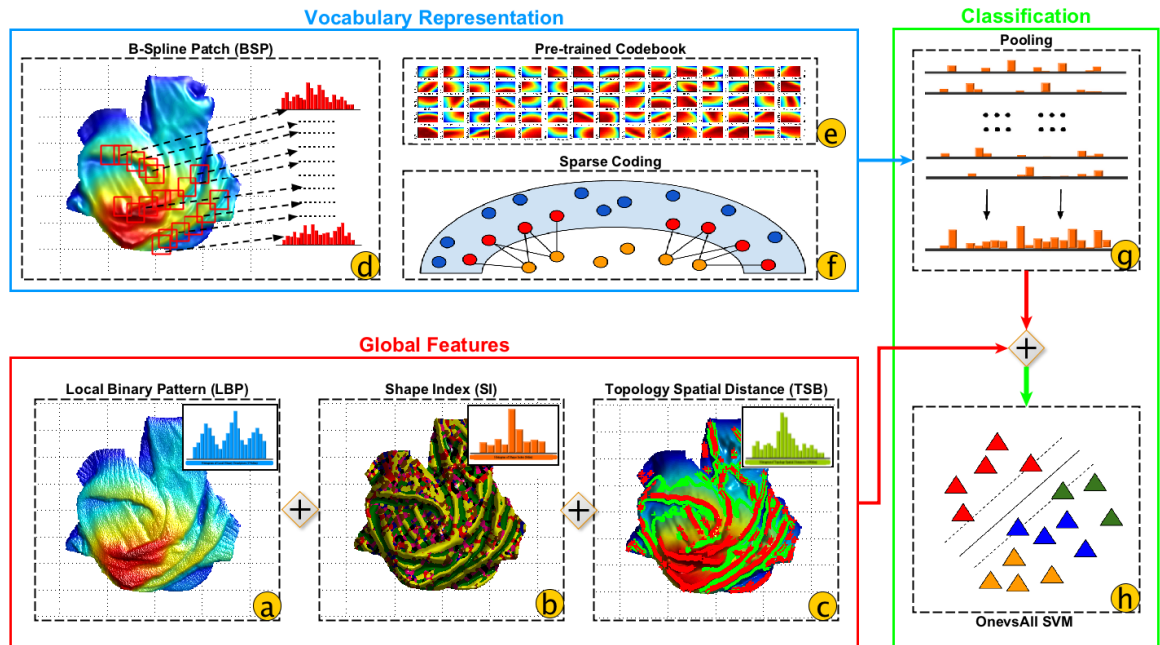 Vocabulary Representation
Classification
B-Spline Patch (BSP)
Pre-trained Codebook
Pooling
e
Sparse Coding
d
f
g
Global Features
Local Binary Pattern (LBP)
Shape Index (SI)
Topology Spatial Distance (TSB)
a
b
c
h
OnevsAll SVM